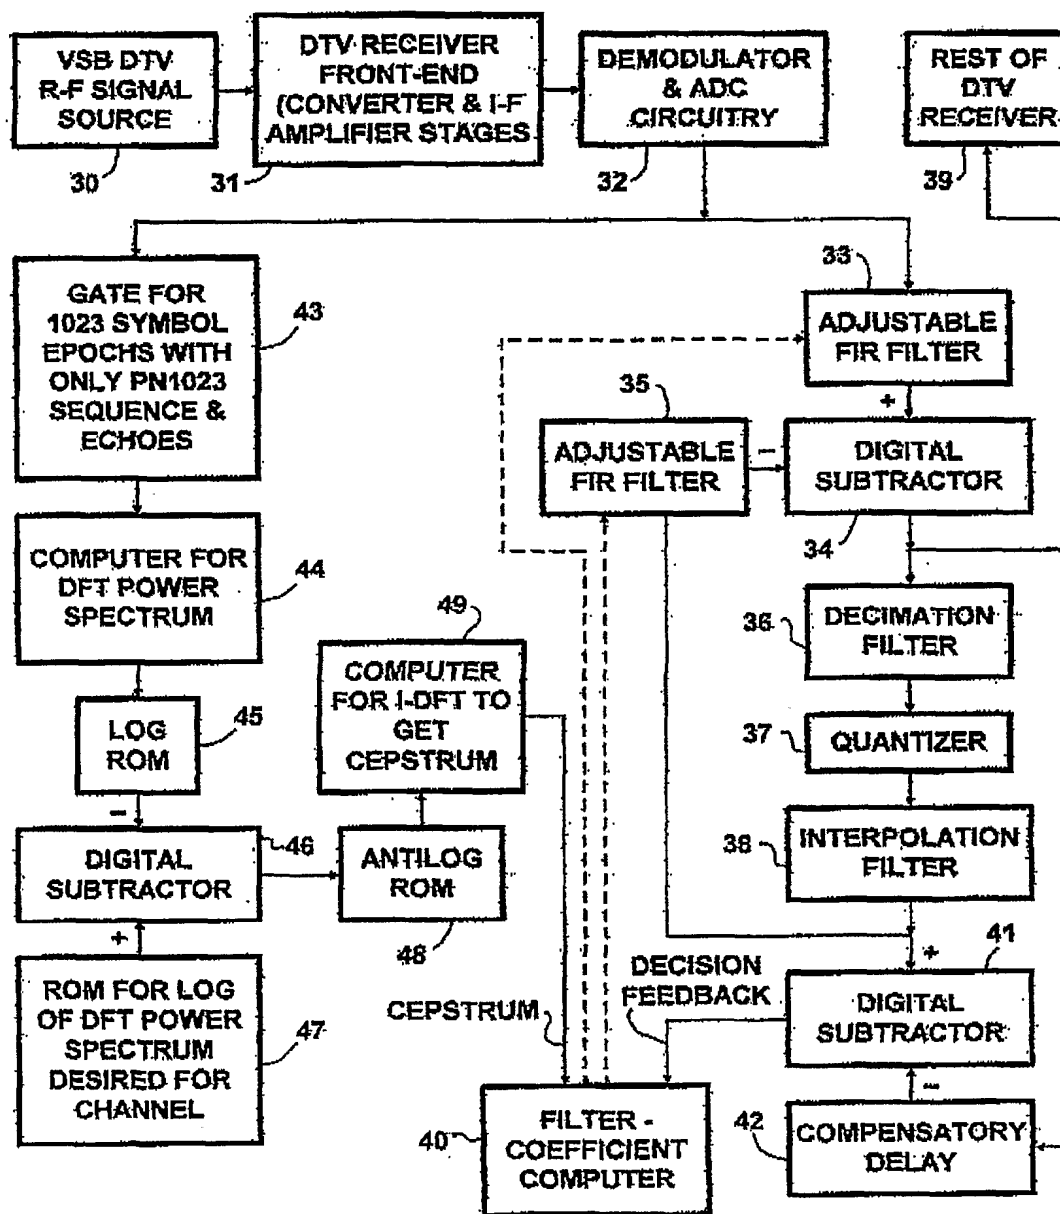 VSB DTV
R-F SIGNAL
SOURCE
30
DTV RECEIVER
FRONT-END
(CONVERTER & I-F
AMPLIFIER STAGES
31
DEMODULATOR
& ADC
CIRCUITRY
32
REST OF
DTV
RECEIVER
39
GATE FOR
1023 SYMBOL
EPOCHS WITH
ONLY PN1023
SEQUENCE &
ECHOES
43
33
ADJUSTABLE
FIR FILTER
+
35
ADJUSTABLE
FIR FILTER
−
DIGITAL
SUBTRACTOR
34
COMPUTER FOR
DFT POWER
SPECTRUM
44
DECIMATION
FILTER
36
49
COMPUTER
FOR I-DFT TO
GET
CEPSTRUM
LOG
ROM
45
−
QUANTIZER
37
INTERPOLATION
FILTER
38
DIGITAL
SUBTRACTOR
46
+
ANTILOG
ROM
48
+
41
DIGITAL
SUBTRACTOR
−
DECISION
FEEDBACK
CEPSTRUM
ROM FOR LOG
OF DFT POWER
SPECTRUM
DESIRED FOR
CHANNEL
47
FILTER -
COEFFICIENT
COMPUTER
40
COMPENSATORY
DELAY
42